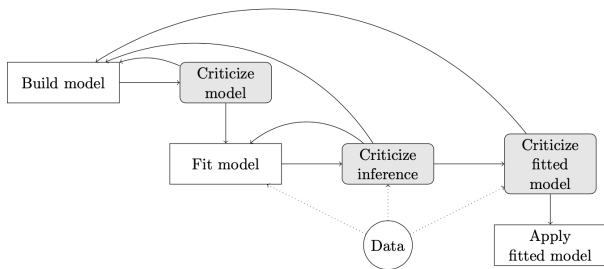 Build model
Criticize
model
Fit model
Criticize
inference
Criticize
fitted
model
Data
Apply
fitted model